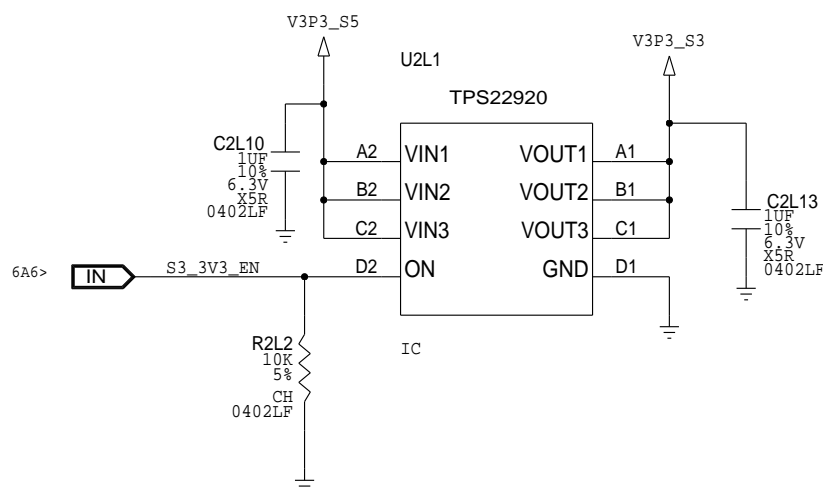 V3P3_S5
V3P3_S3
U2L1
TPS22920
C2L10
1UF
10%
6.3V
X5R
0402LF
A2 VIN1 VOUT1 A1
B2 VIN2 VOUT2 B1
C2 VIN3 VOUT3 C1
D2 ON GND D1
C2L13
1UF
10%
6.3V
X5R
0402LF
6A6> IN S3_3V3_EN
IC
R2L2
10K
5%
CH
0402LF